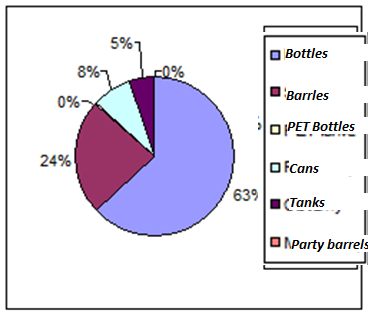 5%
0%
8%
0%
24%
63%
Bottles
Barrles
PET Bottles
Cans
Tanks
Party barrels